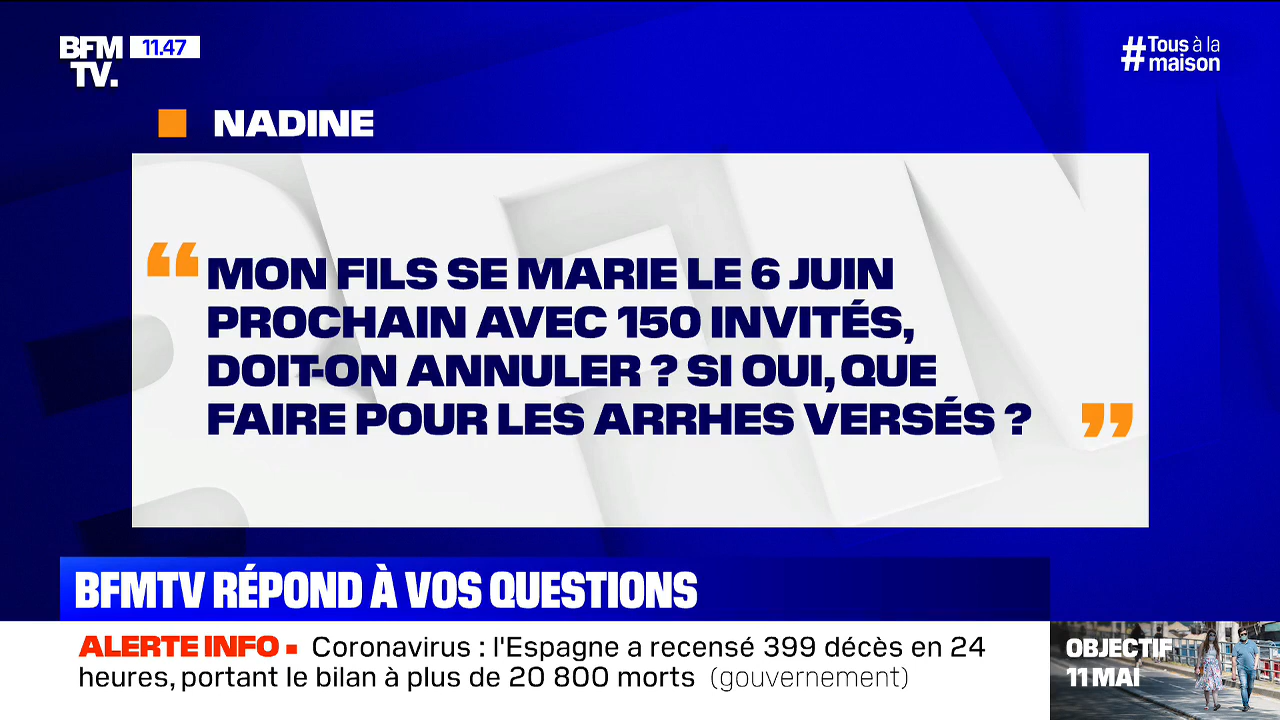 BFM 11.47
TV.
#Tous à la
maison
NADINE
“ MON FILS SE MARIE LE 6 JUIN
PROCHAIN AVEC 150 INVITÉS,
DOIT-ON ANNULER ? SI OUI, QUE
FAIRE POUR LES ARRHES VERSÉS ? ”
BFMTV RÉPOND À VOS QUESTIONS
ALERTE INFO Coronavirus : l'Espagne a recensé 399 décès en 24
heures, portant le bilan à plus de 20 800 morts (gouvernement)
OBJECTIF
11 MAI